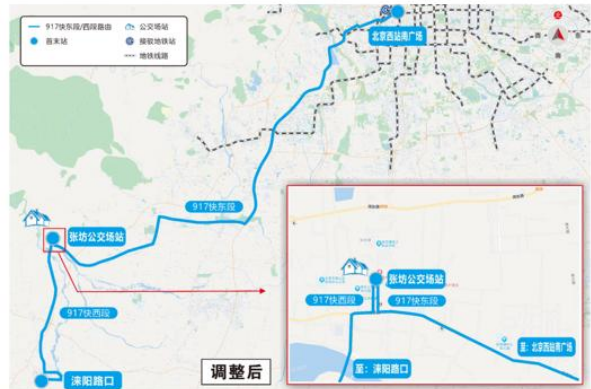 917快东段/西段路由
公交场站
首末站
接驳地铁站
地铁线路
北
西
东
南
北京西站南广场
917快东段
张坊公交场站
917快西段
涞阳路口
调整后
张坊公交场站
917快西段
917快东段
至：北京西站南广场
至：涞阳路口